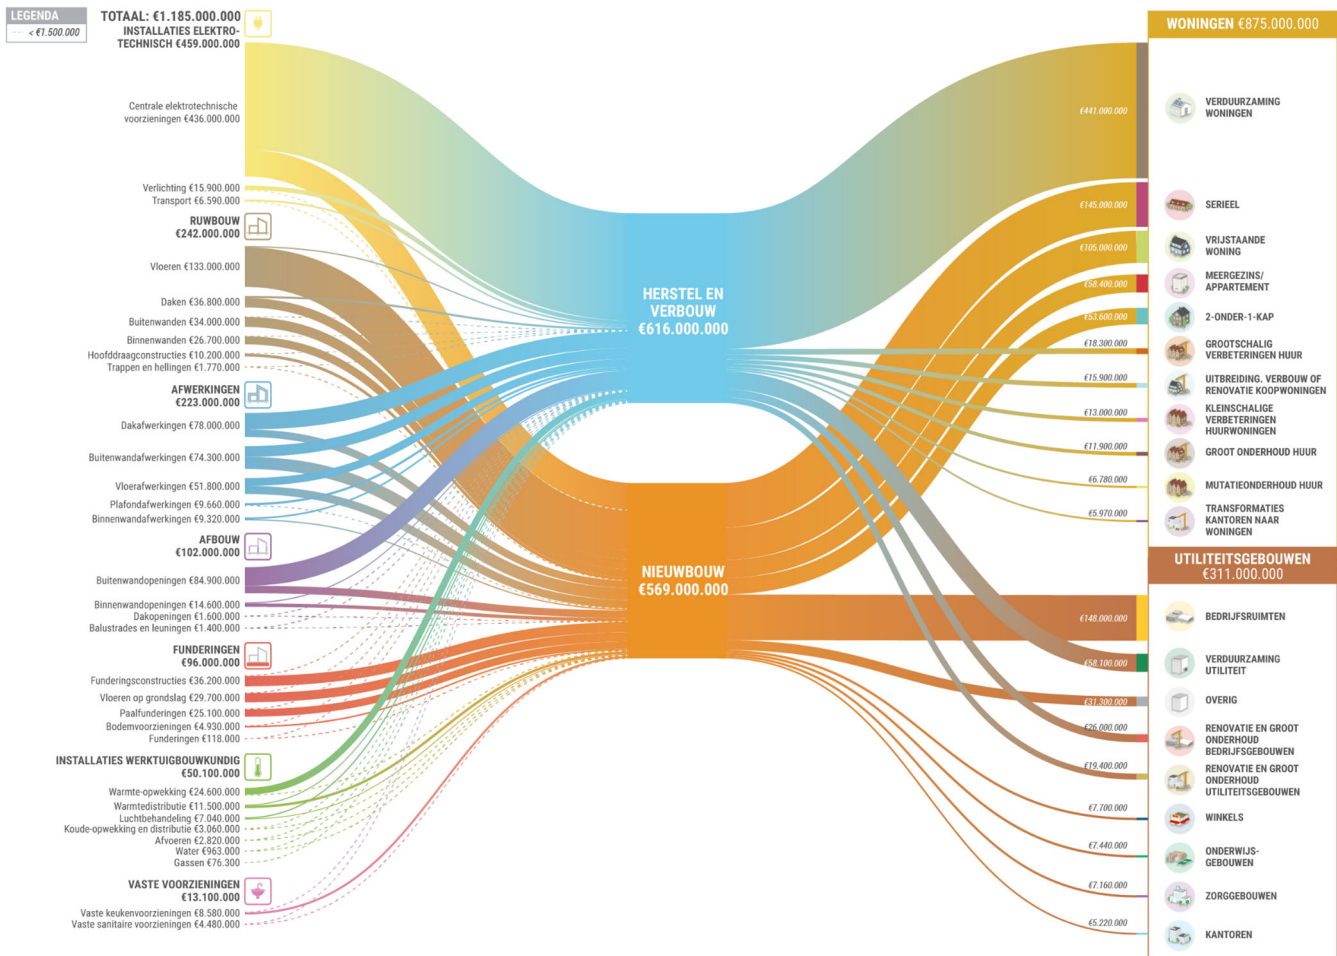 LEGENDA
< €1.500.000
TOTAAL: €1.185.000.000
INSTALLATIES ELEKTRO-
TECHNISCH €459.000.000
Centrale elektrotechnische
voorzieningen €436.000.000
Verlichting €15.900.000
Transport €6.590.000
RUWBOUW
€242.000.000
Vloeren €133.000.000
Daken €36.800.000
Buitenwanden €34.000.000
Binnenwanden €26.700.000
Hoofddraagconstructies €10.200.000
Trappen en hellingen €1.770.000
AFWERKINGEN
€223.000.000
Dakafwerkingen €78.000.000
Buitenwandafwerkingen €74.300.000
Vloerafwerkingen €51.800.000
Plafondafwerkingen €9.660.000
Binnenwandafwerkingen €9.320.000
AFBOUW
€102.000.000
Buitenwandopeningen €84.900.000
Binnenwandopeningen €14.600.000
Dakopeningen €1.600.000
Balustrades en leuningen €1.400.000
FUNDERINGEN
€96.000.000
Funderingsconstructies €36.200.000
Vloeren op grondslag €29.700.000
Paalfunderingen €25.100.000
Bodemvoorzieningen €4.930.000
Funderingen €118.000
INSTALLATIES WERKTUIGBOUWKUNDIG
€50.100.000
Warmte-opwekking €24.600.000
Warmtedistributie €11.500.000
Luchtbehandeling €7.040.000
Koude-opwekking en distributie €3.060.000
Afvoeren €2.820.000
Water €963.000
Gassen €76.300
VASTE VOORZIENINGEN
€13.100.000
Vaste keukenvoorzieningen €8.580.000
Vaste sanitaire voorzieningen €4.480.000
HERSTEL EN
VERBOUW
€616.000.000
NIEUWBOUW
€569.000.000
WONINGEN €875.000.000
€441.000.000
VERDUURZAMING
WONINGEN
€145.000.000
SERIEEL
€105.000.000
VRIJSTAANDE
WONING
€58.400.000
MEERGEZINS/
APPARTEMENT
€53.600.000
2-ONDER-1-KAP
€18.300.000
GROOTSCHALIG
VERBETERINGEN HUUR
€15.900.000
UITBREIDING. VERBOUW OF
RENOVATIE KOOPWONINGEN
€13.000.000
KLEINSCHALIGE
VERBETERINGEN
HUURWONINGEN
€11.900.000
GROOT ONDERHOUD HUUR
€6.780.000
MUTATIEONDERHOUD HUUR
€5.970.000
TRANSFORMATIES
KANTOREN NAAR
WONINGEN
UTILITEITSGEBOUWEN
€311.000.000
€148.000.000
BEDRIJFSRUIMTEN
€58.100.000
VERDUURZAMING
UTILITEIT
€31.300.000
OVERIG
€26.000.000
RENOVATIE EN GROOT
ONDERHOUD
BEDRIJFSGEBOUWEN
€19.400.000
RENOVATIE EN GROOT
ONDERHOUD
UTILITEITSGEBOUWEN
€7.700.000
WINKELS
€7.440.000
ONDERWIJS-
GEBOUWEN
€7.160.000
ZORGGEBOUWEN
€5.220.000
KANTOREN